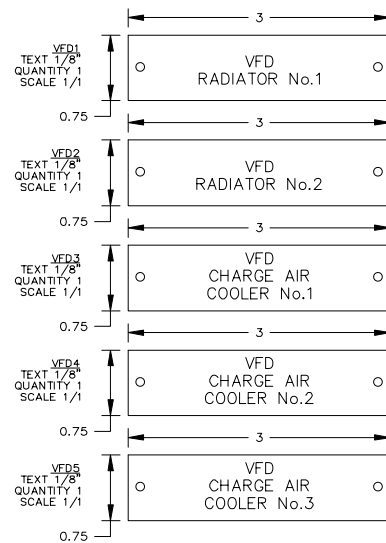 3
VFD1
TEXT 1/8"
QUANTITY 1
SCALE 1/1
VFD
RADIATOR No.1
0.75
3
VFD2
TEXT 1/8"
QUANTITY 1
SCALE 1/1
VFD
RADIATOR No.2
0.75
3
VFD3
TEXT 1/8"
QUANTITY 1
SCALE 1/1
VFD
CHARGE AIR
COOLER No.1
0.75
3
VFD4
TEXT 1/8"
QUANTITY 1
SCALE 1/1
VFD
CHARGE AIR
COOLER No.2
0.75
3
VFD5
TEXT 1/8"
QUANTITY 1
SCALE 1/1
VFD
CHARGE AIR
COOLER No.3
0.75